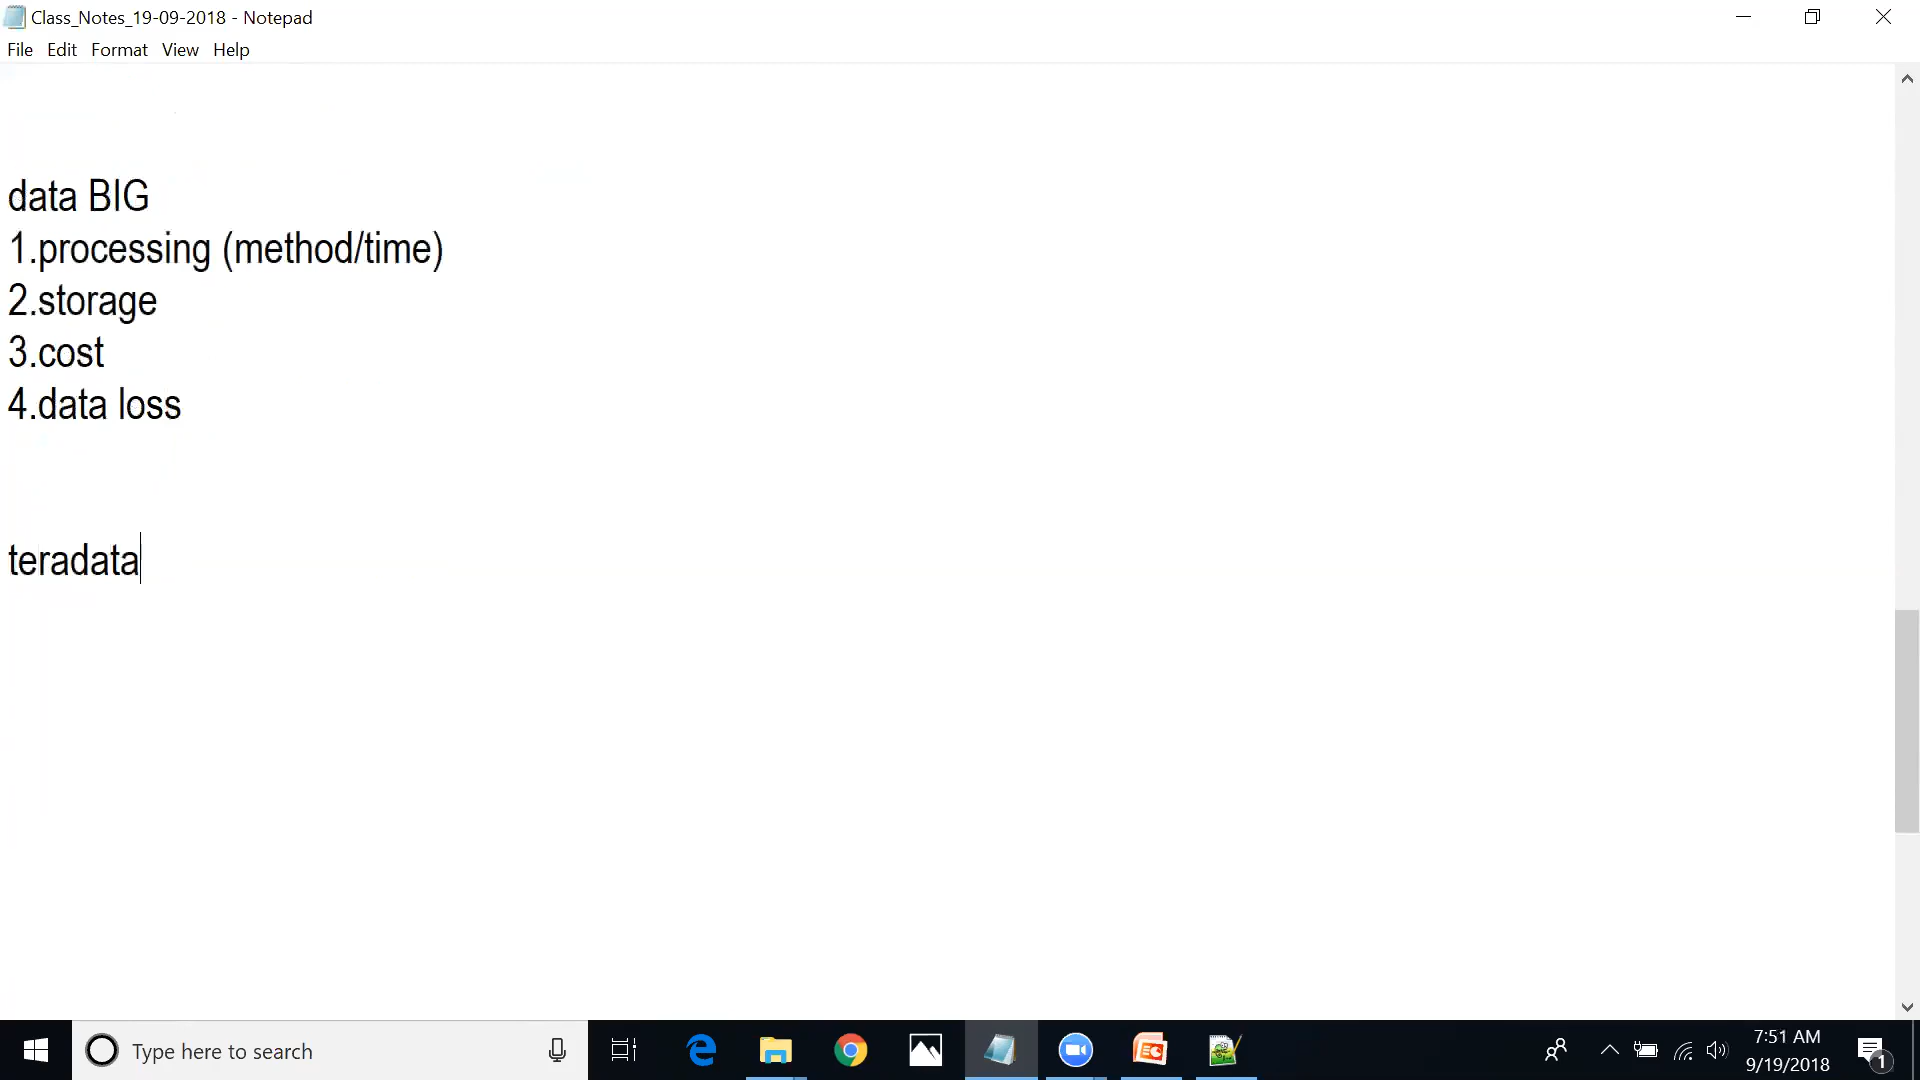 Class_Notes_19-09-2018 - Notepad
File Edit Format View Help
data BIG
1.processing (method/time)
2.storage
3.cost
4.data loss
teradata
Type here to search
7:51 AM
9/19/2018
1